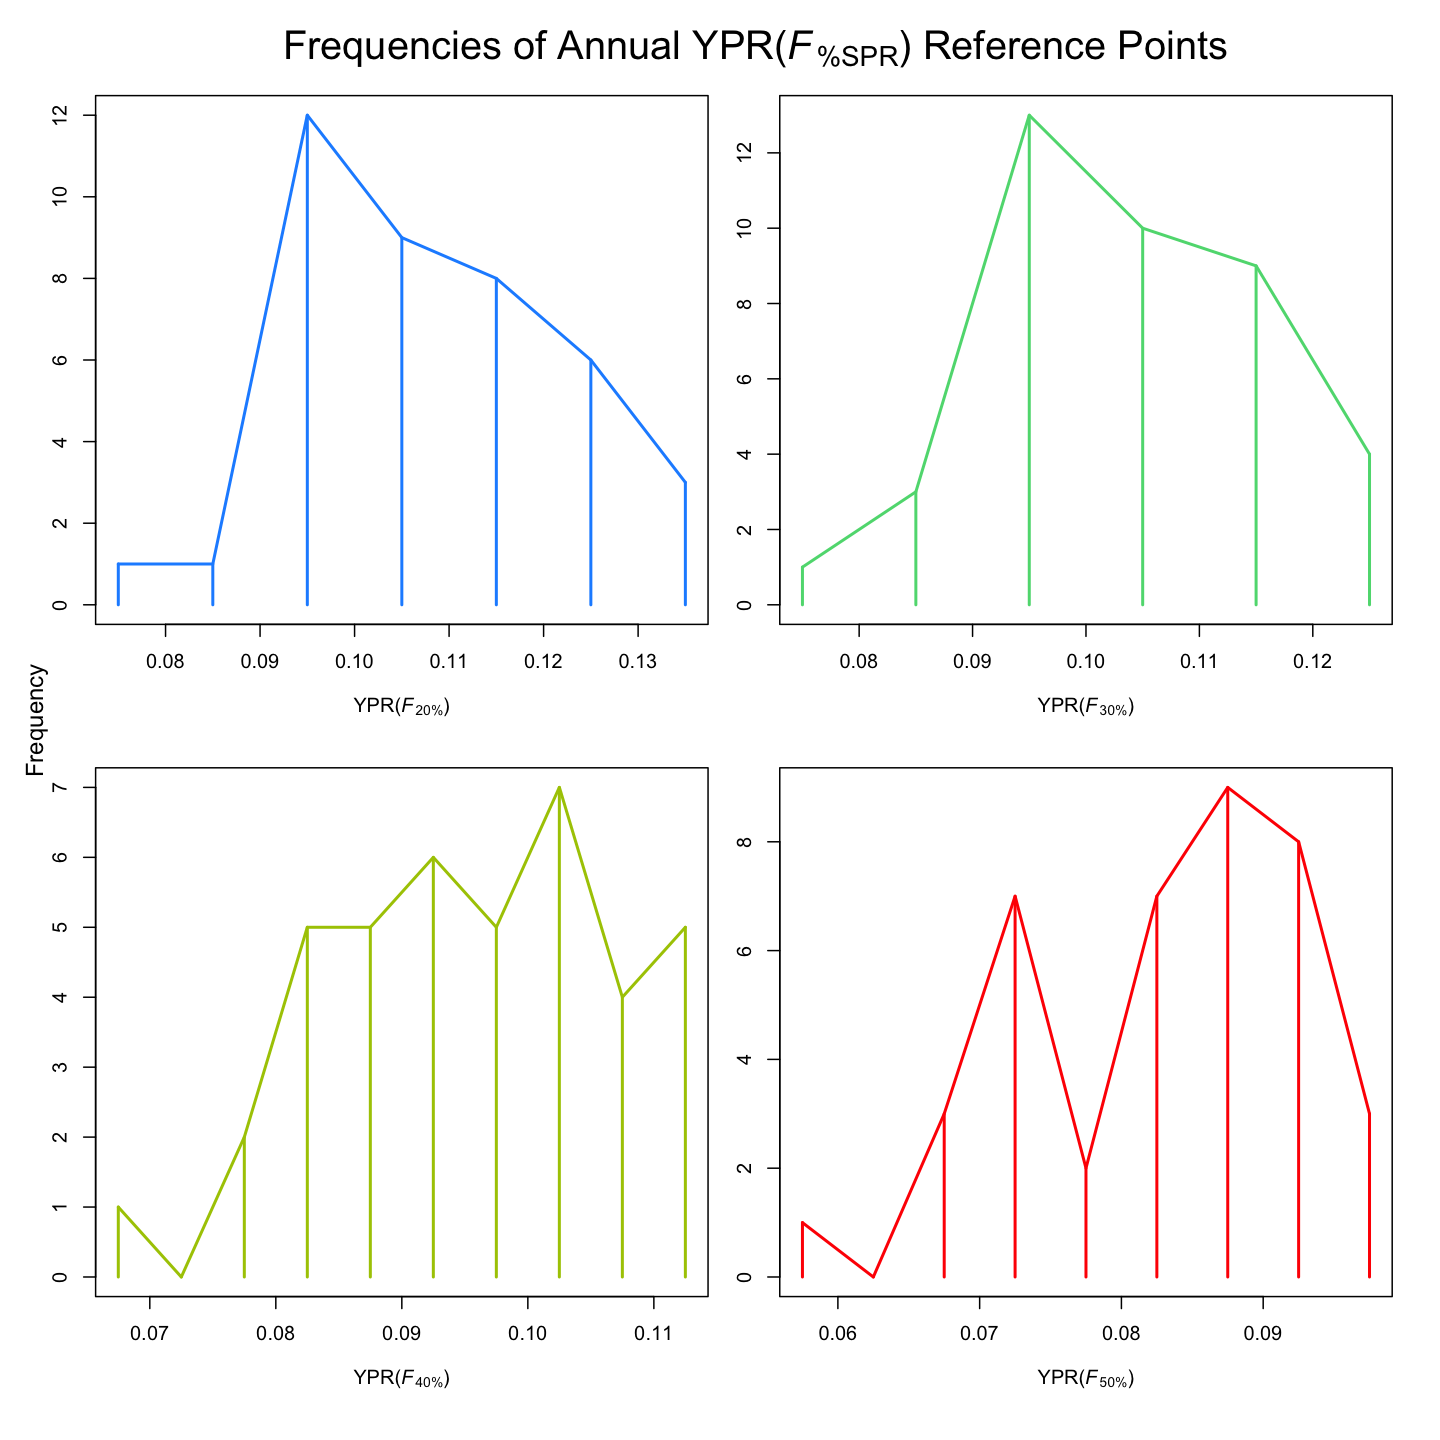 Frequencies of Annual YPR(F%SPR) Reference Points
Frequency
12
10
8
6
4
2
0
0.08 0.09 0.10 0.11 0.12 0.13
YPR(F20%)
12
10
8
6
4
2
0
0.08 0.09 0.10 0.11 0.12
YPR(F30%)
7
6
5
4
3
2
1
0
0.07 0.08 0.09 0.10 0.11
YPR(F40%)
8
6
4
2
0
0.06 0.07 0.08 0.09
YPR(F50%)